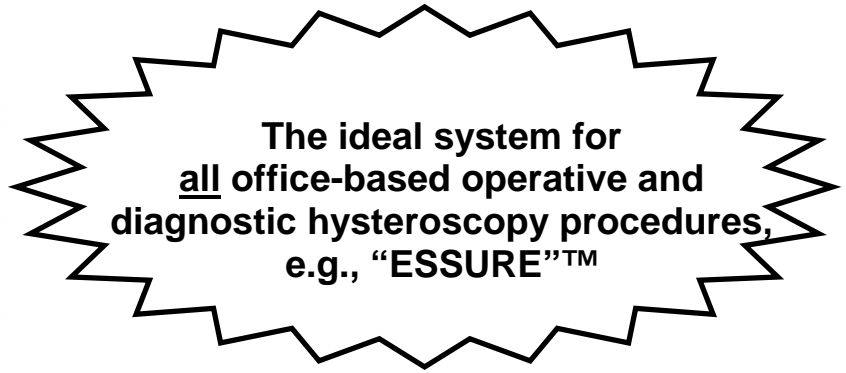 The ideal system for
all office-based operative and
diagnostic hysteroscopy procedures,
e.g., “ESSURE”™